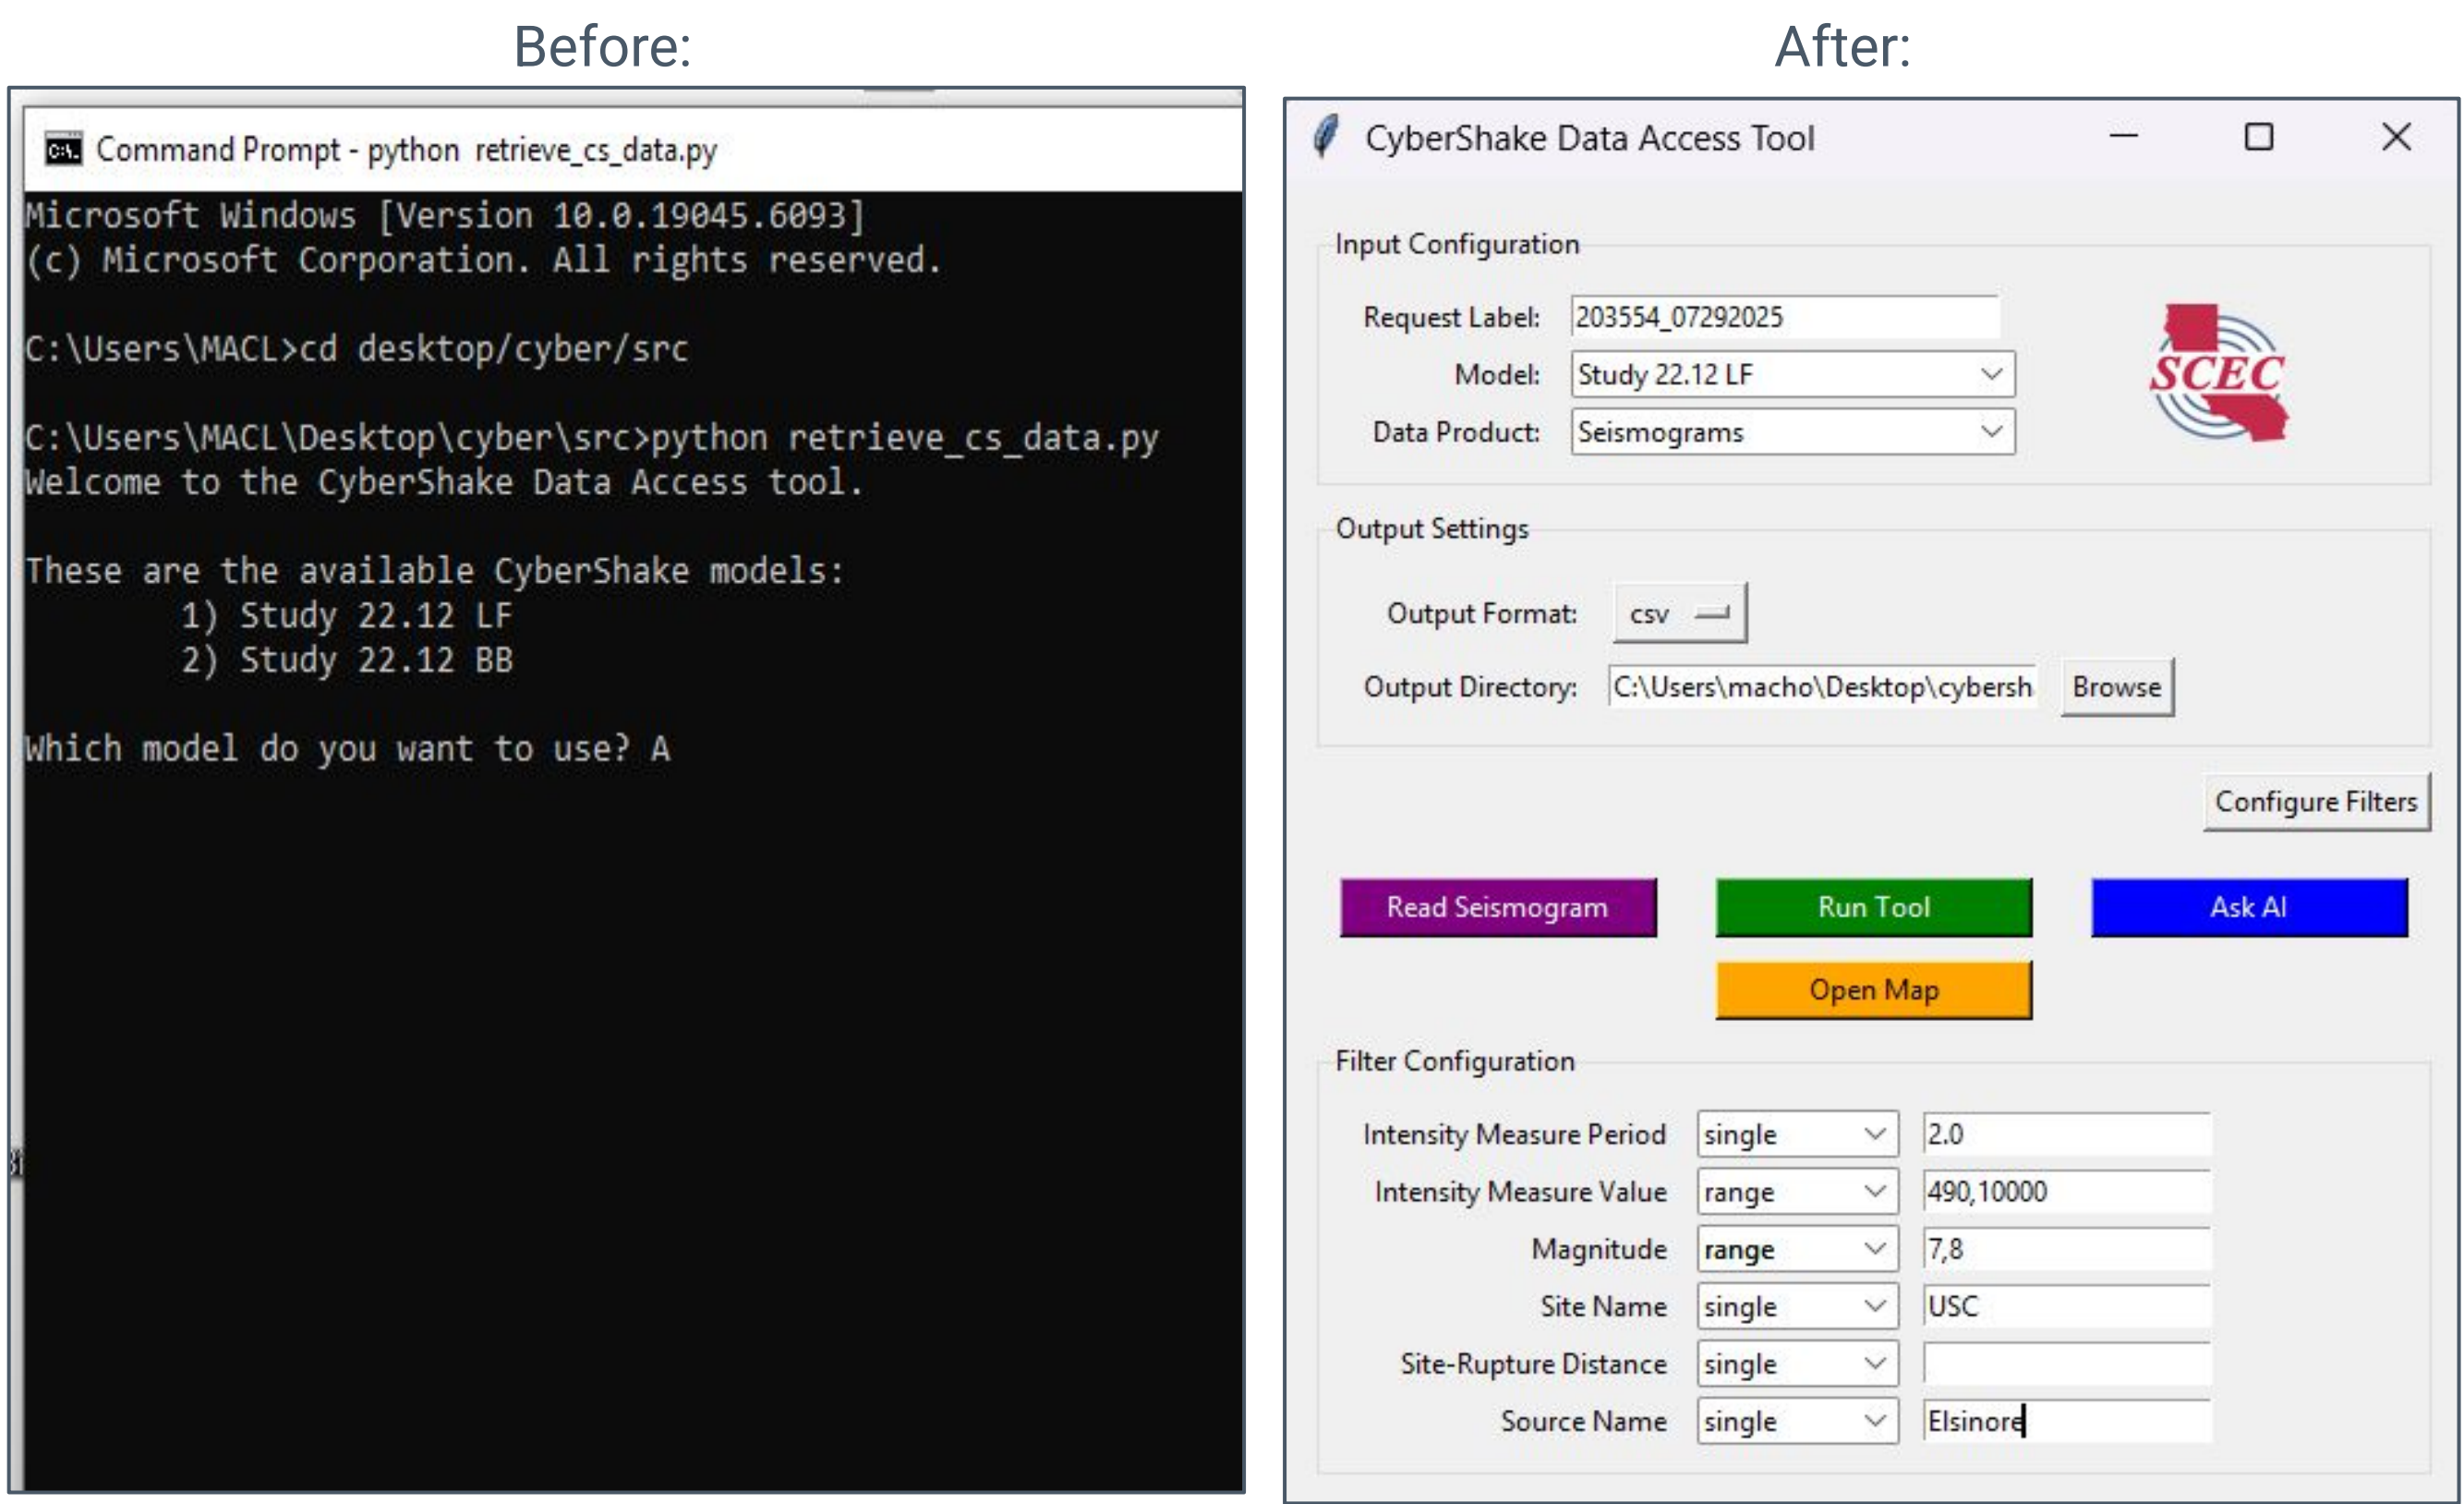 Before:
Command Prompt - python  retrieve_cs_data.py
Microsoft Windows [Version 10.0.19045.6093]
(c) Microsoft Corporation. All rights reserved.
C:\Users\MACL>cd desktop/cyber/src
C:\Users\MACL\Desktop\cyber\src>python retrieve_cs_data.py
Welcome to the CyberShake Data Access tool.
These are the available CyberShake models:
1) Study 22.12 LF
2) Study 22.12 BB
Which model do you want to use? A
After:
CyberShake Data Access Tool
Input Configuration
Request Label: 203554_07292025
Model: Study 22.12 LF
Data Product: Seismograms
SCEC
Output Settings
Output Format: csv
Output Directory: C:\Users\macho\Desktop\cybersh Browse
Configure Filters
Read Seismogram Run Tool Ask AI
Open Map
Filter Configuration
Intensity Measure Period single 2.0
Intensity Measure Value range 490,10000
Magnitude range 7,8
Site Name single USC
Site-Rupture Distance single
Source Name single Elsinore